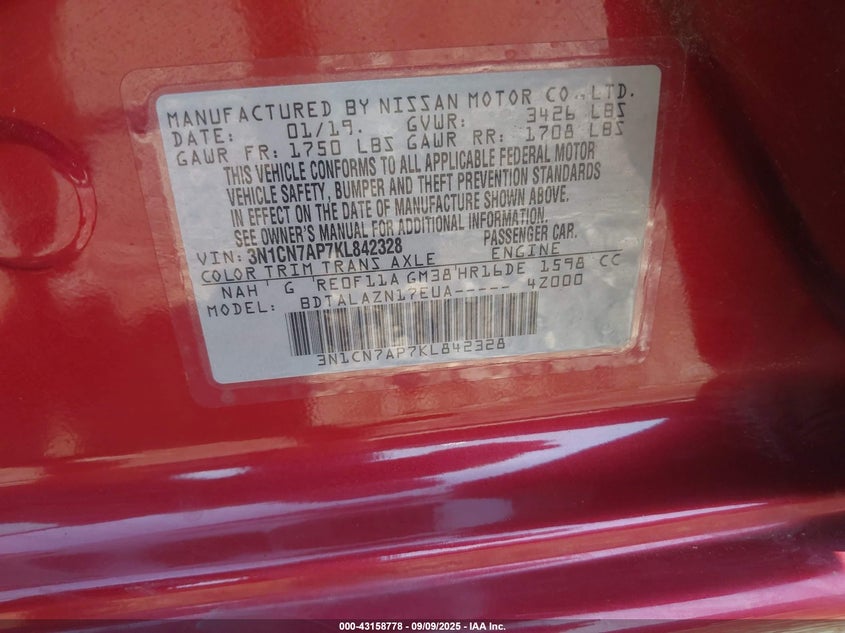 MANUFACTURED BY NISSAN MOTOR CO.,LTD.
DATE: 01/19. GVWR: 3426 LBS
GAWR FR: 1750 LBS GAWR RR: 1708 LBS
THIS VEHICLE CONFORMS TO ALL APPLICABLE FEDERAL MOTOR
VEHICLE SAFETY, BUMPER AND THEFT PREVENTION STANDARDS
IN EFFECT ON THE DATE OF MANUFACTURE SHOWN ABOVE.
SEE OWNER'S MANUAL FOR ADDITIONAL INFORMATION.
VIN: 3N1CN7AP7KL842328 PASSENGER CAR.
COLOR TRIM TRANS AXLE ENGINE
NAH' G REOF11A GM38'HR16DE 1598 CC
MODEL: BDTALAZN17EUA----- 4Z000
3N1CN7AP7KL842328
000-43158778 - 09/09/2025 - IAA Inc.